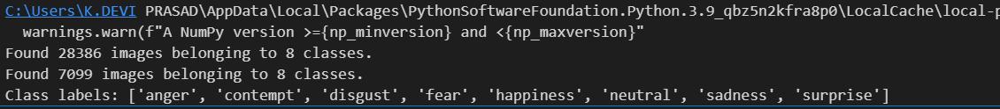 C:\Users\K.DEVI PRASAD\AppData\Local\Packages\PythonSoftwareFoundation.Python.3.9_qbz5n2kfra8p0\LocalCache\local-p
warnings.warn(f"A NumPy version >={np_minversion} and <{np_maxversion}"
Found 28386 images belonging to 8 classes.
Found 7099 images belonging to 8 classes.
Class labels: ['anger', 'contempt', 'disgust', 'fear', 'happiness', 'neutral', 'sadness', 'surprise']